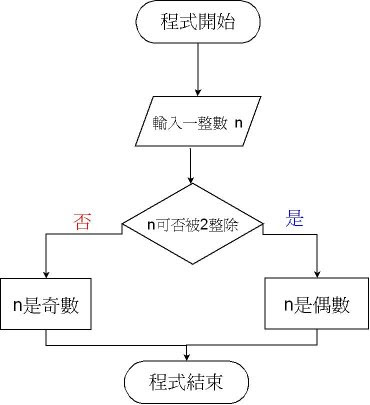 程式開始
輸入一整數 n
n可否被2整除
否
是
n是奇數
n是偶數
程式結束